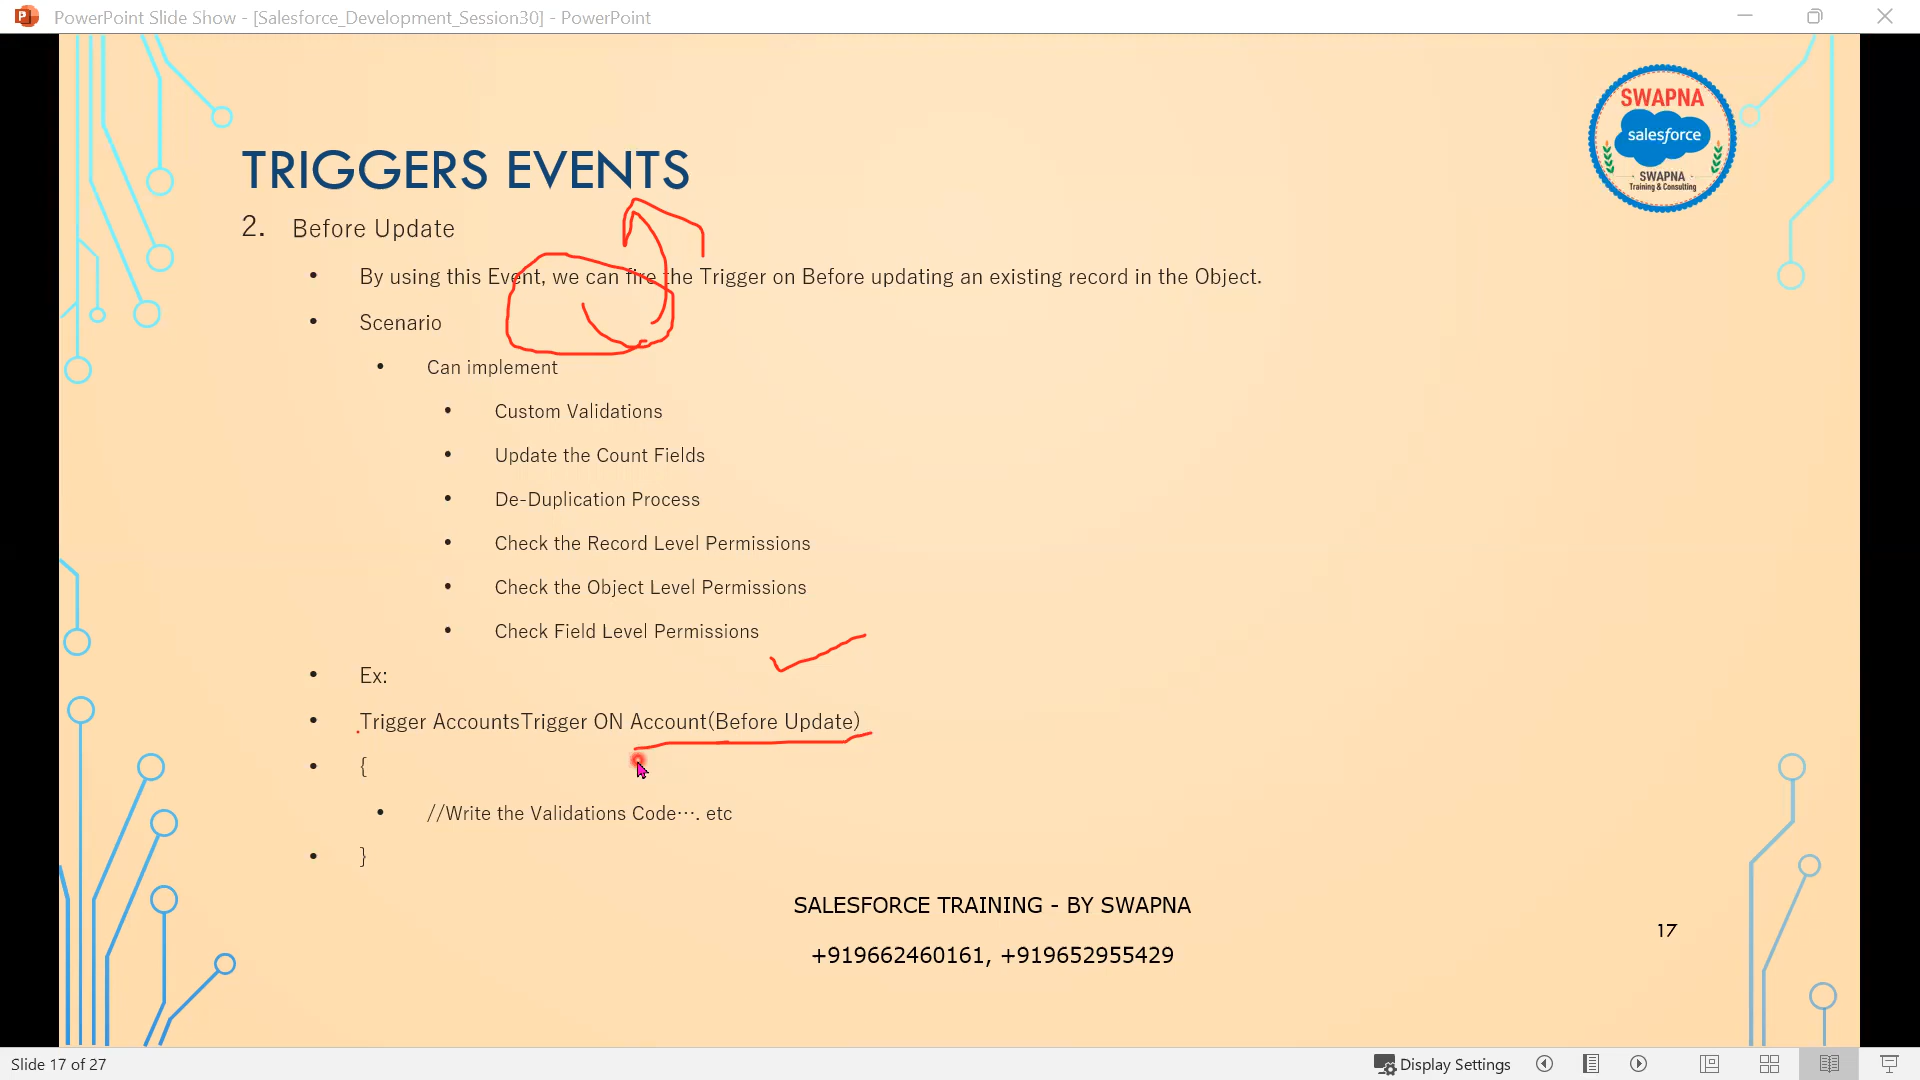 PowerPoint Slide Show - [Salesforce_Development_Session30] - PowerPoint
SWAPNA
salesforce
- SWAPNA -
Training & Consulting
TRIGGERS EVENTS
2. Before Update
• By using this Event, we can fire the Trigger on Before updating an existing record in the Object.
• Scenario
• Can implement
• Custom Validations
• Update the Count Fields
• De-Duplication Process
• Check the Record Level Permissions
• Check the Object Level Permissions
• Check Field Level Permissions
• Ex:
• Trigger AccountsTrigger ON Account(Before Update)
• {
• //Write the Validations Code…. etc
• }
SALESFORCE TRAINING - BY SWAPNA
17
+919662460161, +919652955429
Slide 17 of 27
Display Settings